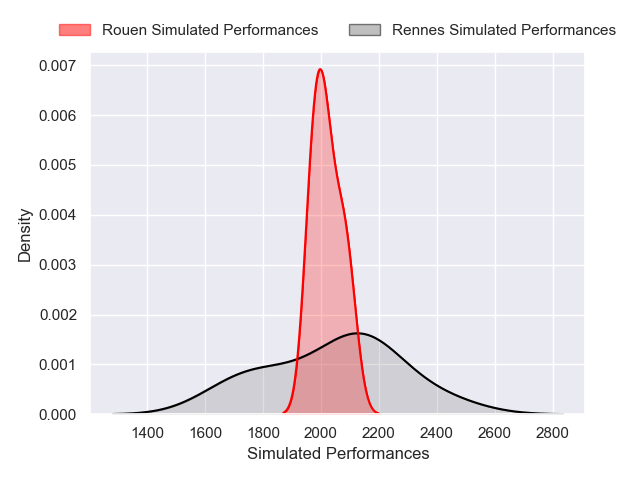 Rouen Simulated Performances Rennes Simulated Performances
0.007
0.006
0.005
0.004
0.003
0.002
0.001
0.000
Density
1400 1600 1800 2000 2200 2400 2600 2800
Simulated Performances